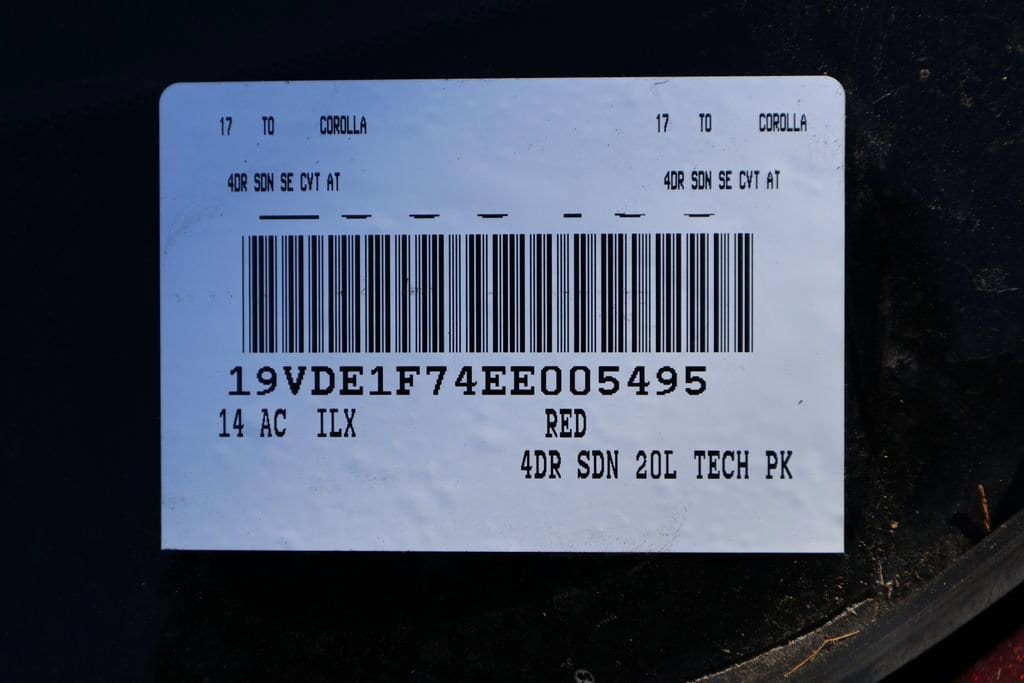 17 TO COROLLA 17 TO COROLLA
4DR SDN SE CVT AT 4DR SDN SE CVT AT
19VDE1F74EE005495
14 AC ILX RED
4DR SDN 20L TECH PK